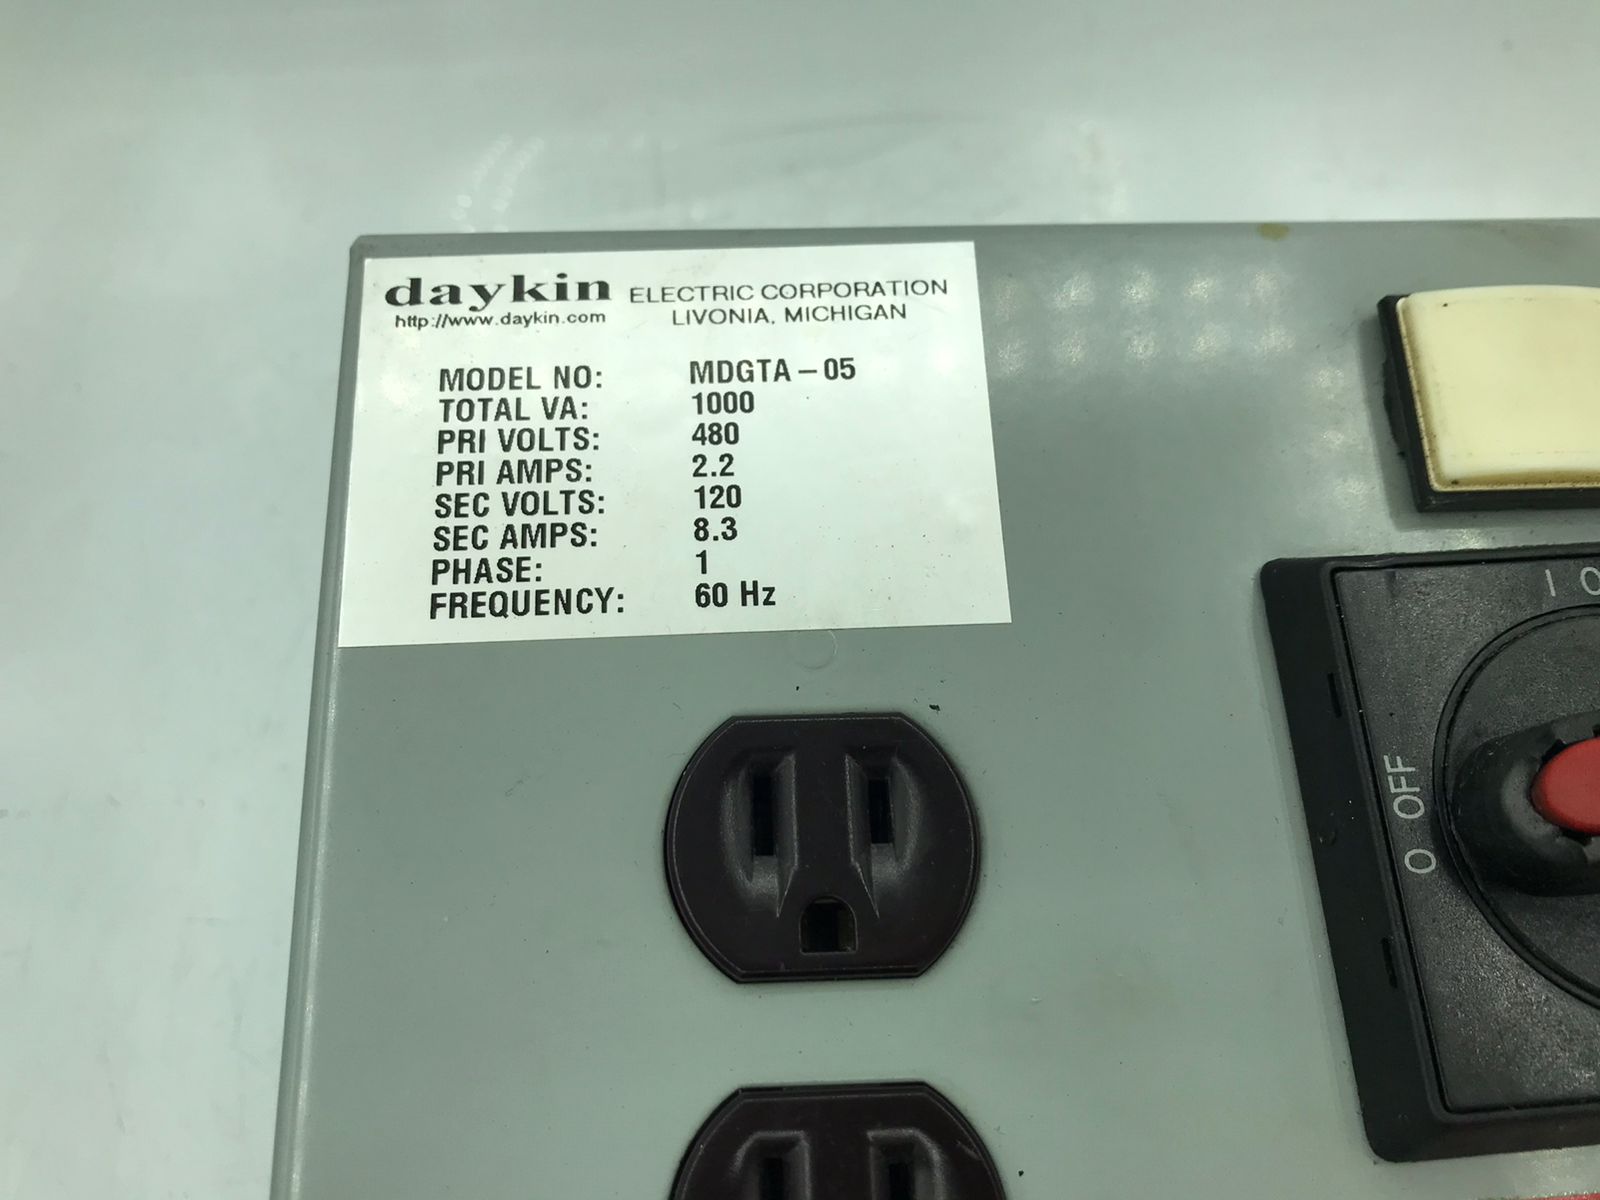 daykin ELECTRIC CORPORATION
http://www.daykin.com LIVONIA, MICHIGAN
MODEL NO: MDGTA – 05
TOTAL VA: 1000
PRI VOLTS: 480
PRI AMPS: 2.2
SEC VOLTS: 120
SEC AMPS: 8.3
PHASE: 1
FREQUENCY: 60 Hz
I O
O OFF